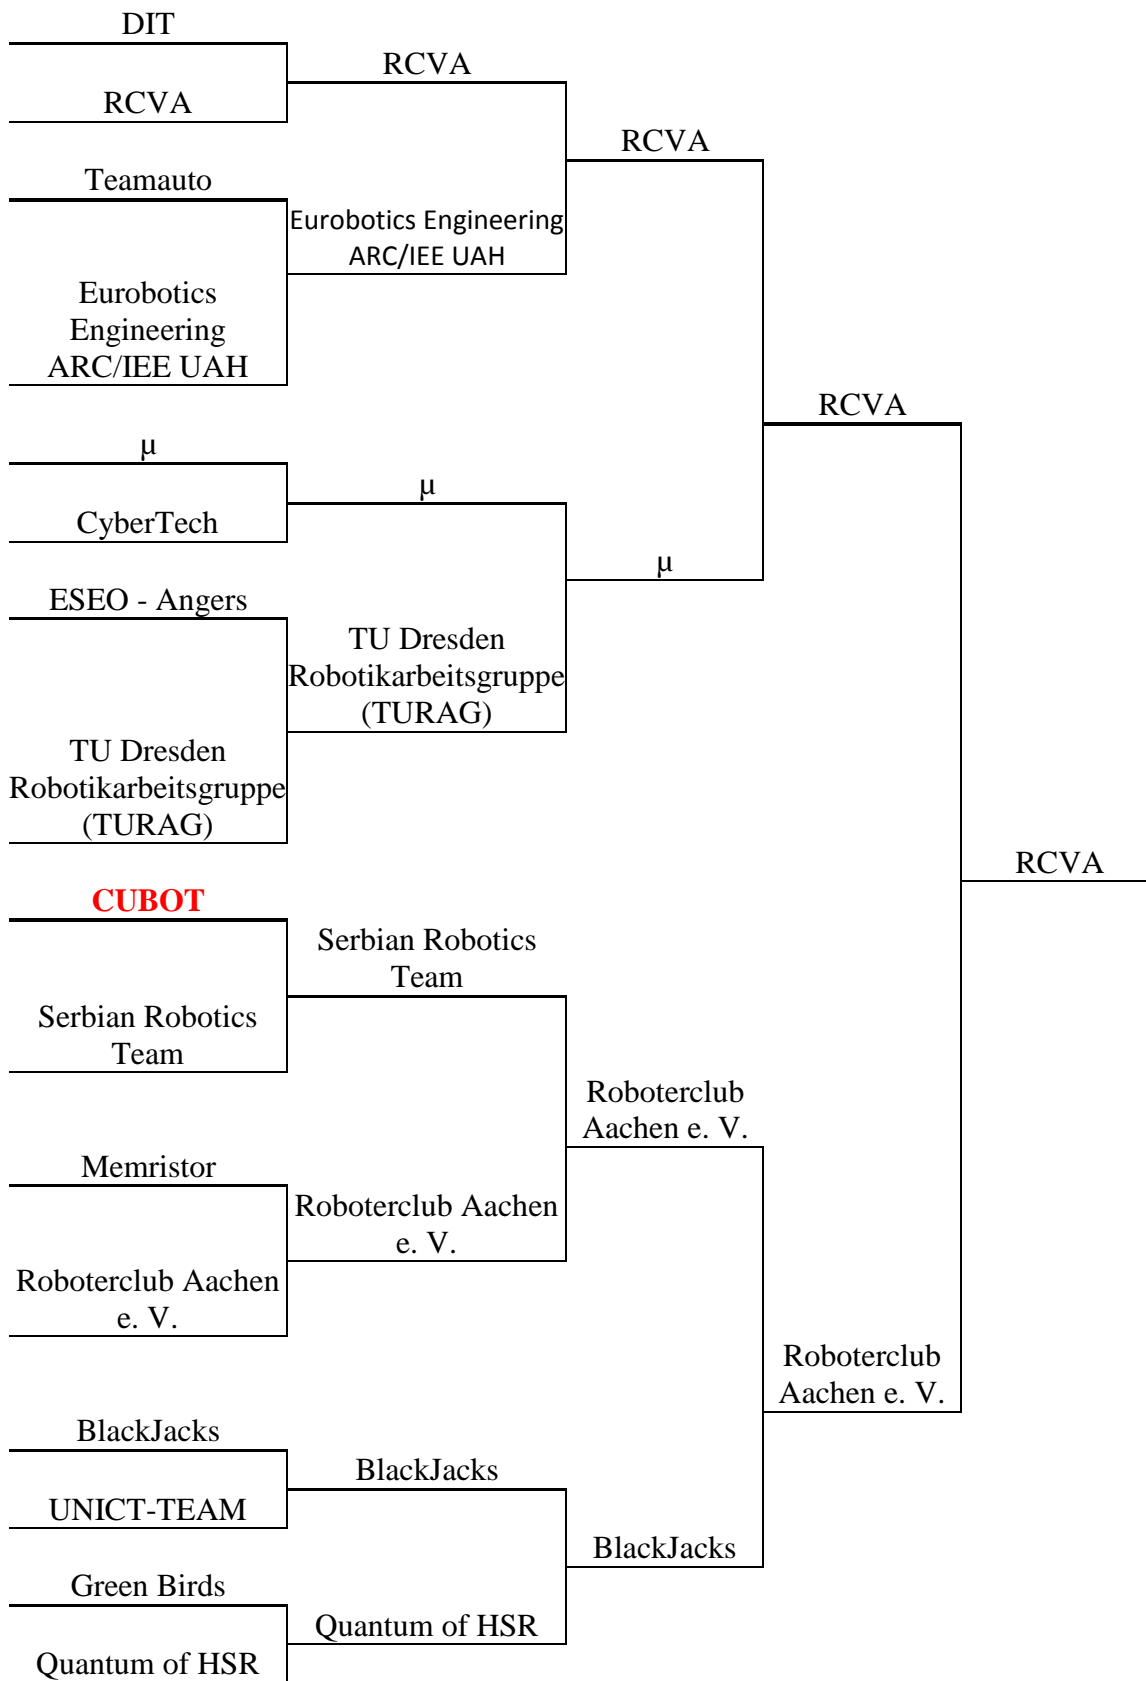 DIT
RCVA
RCVA
RCVA
Teamauto
Eurobotics Engineering
ARC/IEE UAH
Eurobotics
Engineering
ARC/IEE UAH
RCVA
μ
μ
CyberTech
μ
ESEO - Angers
TU Dresden
Robotikarbeitsgruppe
(TURAG)
TU Dresden
Robotikarbeitsgruppe
(TURAG)
RCVA
CUBOT
Serbian Robotics
Team
Serbian Robotics
Team
Roboterclub
Aachen e. V.
Memristor
Roboterclub Aachen
e. V.
Roboterclub Aachen
e. V.
Roboterclub
Aachen e. V.
BlackJacks
BlackJacks
UNICT-TEAM
BlackJacks
Green Birds
Quantum of HSR
Quantum of HSR